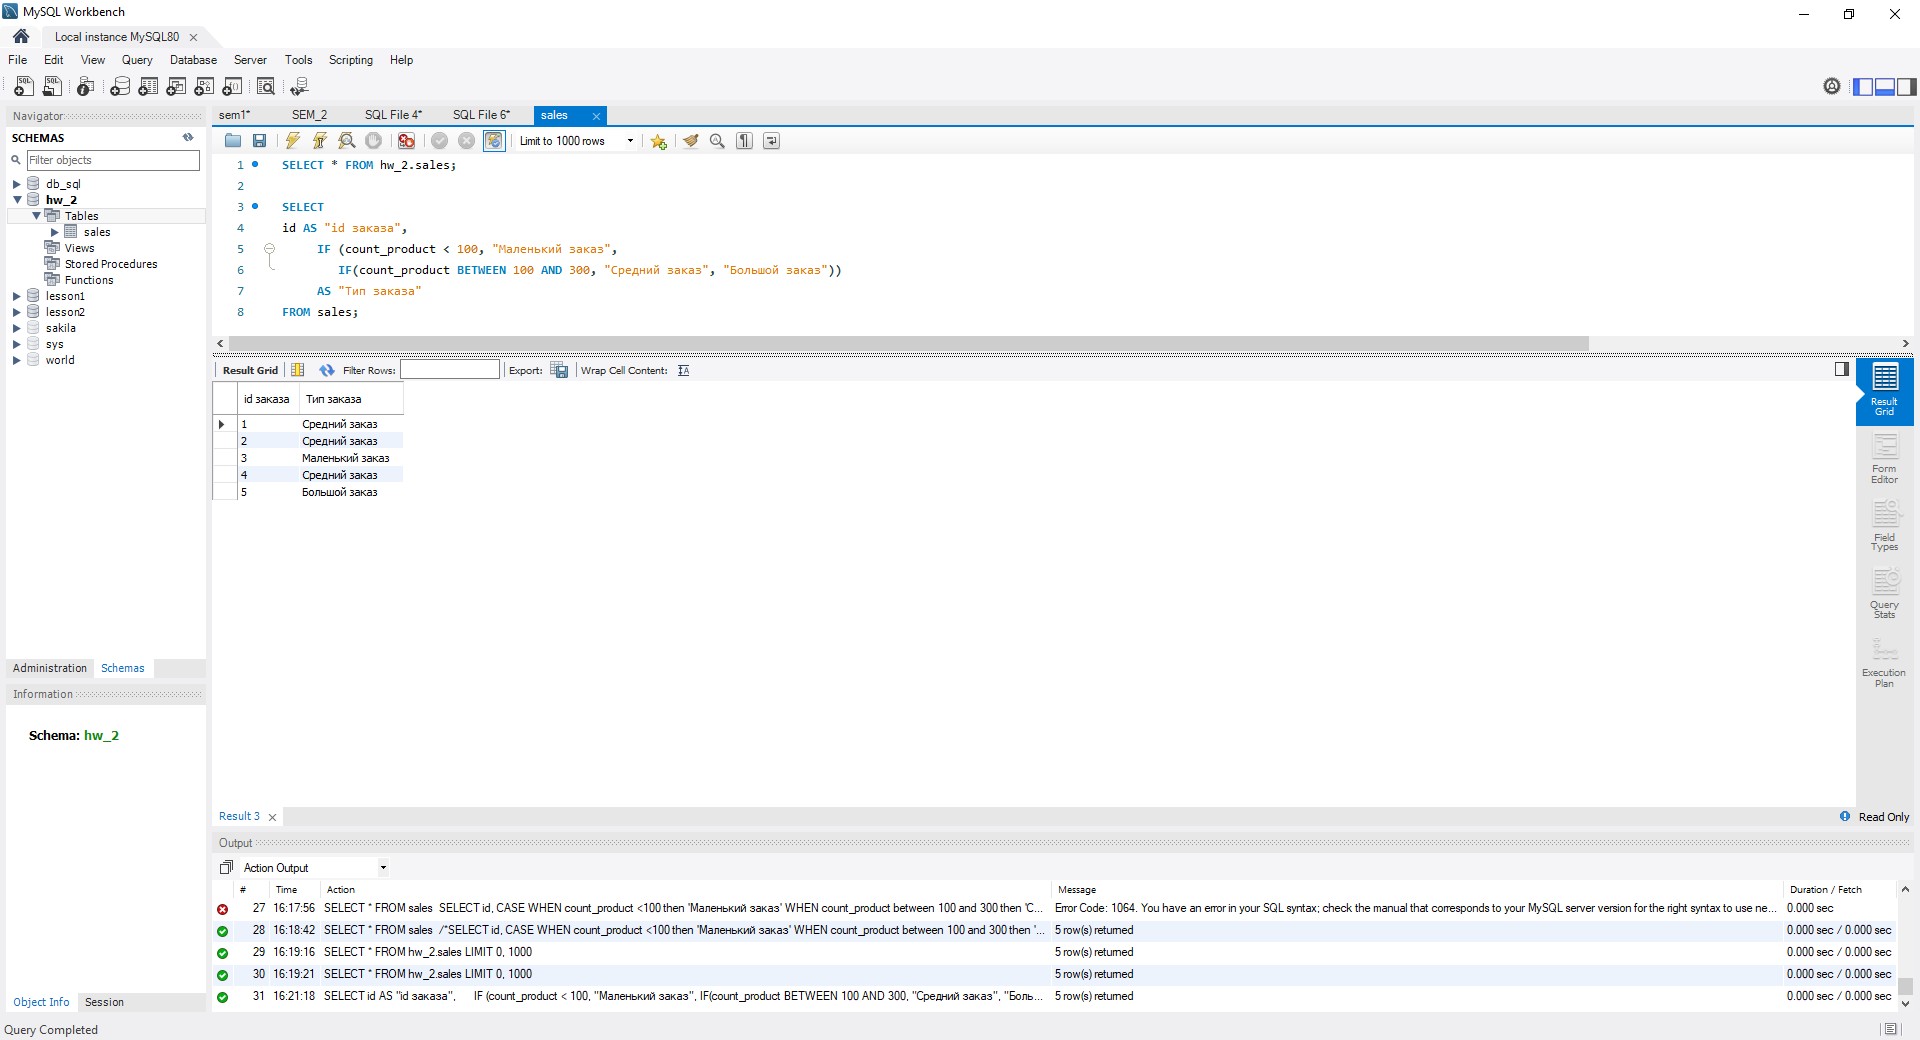 MySQL Workbench
Local instance MySQL80
File Edit View Query Database Server Tools Scripting Help
Navigator
SCHEMAS
Filter objects
db_sql
hw_2
Tables
sales
Views
Stored Procedures
Functions
lesson1
lesson2
sakila
sys
world
Administration Schemas
Information
Schema: hw_2
Object Info Session
sem1* SEM_2 SQL File 4* SQL File 6* sales
Limit to 1000 rows
1 SELECT * FROM hw_2.sales;
2
3 SELECT
4 id AS "id заказа",
5 IF (count_product < 100, "Маленький заказ",
6 IF(count_product BETWEEN 100 AND 300, "Средний заказ", "Большой заказ"))
7 AS "Тип заказа"
8 FROM sales;
Result Grid Filter Rows: Export: Wrap Cell Content:
id заказа Тип заказа
1 Средний заказ
2 Средний заказ
3 Маленький заказ
4 Средний заказ
5 Большой заказ
Result Grid
Form Editor
Field Types
Query Stats
Execution Plan
Result 3
Read Only
Output
Action Output
# Time Action Message Duration / Fetch
27 16:17:56 SELECT * FROM sales SELECT id, CASE WHEN count_product <100 then 'Маленький заказ' WHEN count_product between 100 and 300 then 'С... Error Code: 1064. You have an error in your SQL syntax; check the manual that corresponds to your MySQL server version for the right syntax to use ne... 0.000 sec
28 16:18:42 SELECT * FROM sales /*SELECT id, CASE WHEN count_product <100 then 'Маленький заказ' WHEN count_product between 100 and 300 then '... 5 row(s) returned 0.000 sec / 0.000 sec
29 16:19:16 SELECT * FROM hw_2.sales LIMIT 0, 1000 5 row(s) returned 0.000 sec / 0.000 sec
30 16:19:21 SELECT * FROM hw_2.sales LIMIT 0, 1000 5 row(s) returned 0.000 sec / 0.000 sec
31 16:21:18 SELECT id AS "id заказа", IF (count_product < 100, "Маленький заказ", IF(count_product BETWEEN 100 AND 300, "Средний заказ", "Боль... 5 row(s) returned 0.000 sec / 0.000 sec
Query Completed